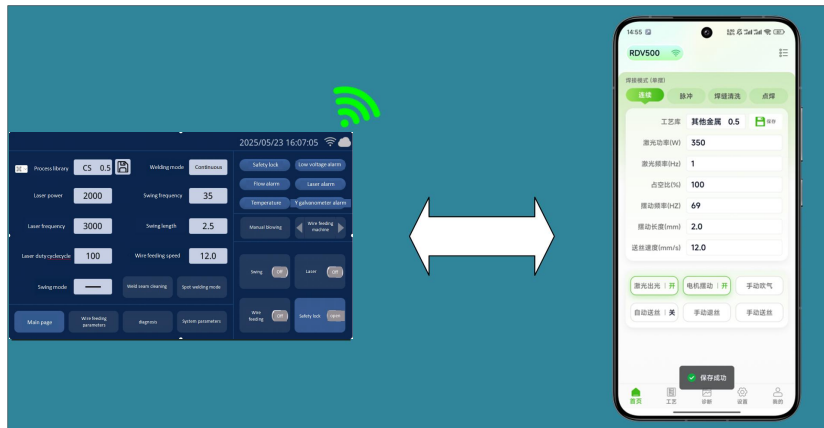 2025/05/23 16:07:05
Process library CS 0.5 Welding mode Continuous
Laser power 2000 Swing frequency 35
Laser frequency 3000 Swing length 2.5
Laser duty cyclecycle 100 Wire feeding speed 12.0
Swing mode Weld seam cleaning Spot welding mode
Main page Wire feeding parameters diagnosis System parameters
Safety lock Low voltage alarm
Flow alarm Laser alarm
Temperature Y galvanometer alarm
Manual blowing Wire feeding machine
Swing Off Laser Off
Wire feeding Off Safety lock open
14:55
RDV500
焊接模式 (单摆)
连续 脉冲 焊缝清洗 点焊
工艺库 其他金属 0.5 保存
激光功率(W) 350
激光频率(Hz) 1
占空比(%) 100
摆动频率(HZ) 69
摆动长度(mm) 2.0
送丝速度(mm/s) 12.0
激光出光 | 开 电机摆动 | 开 手动吹气
自动送丝 | 关 手动退丝 手动送丝
保存成功
首页 工艺 诊断 设置 我的